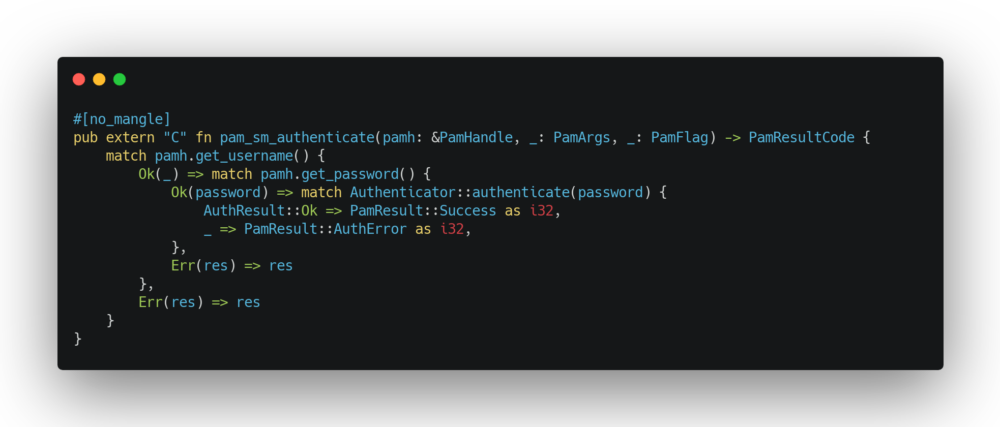 #[no_mangle]
pub extern "C" fn pam_sm_authenticate(pamh: &PamHandle, _: PamArgs, _: PamFlag) -> PamResultCode {
    match pamh.get_username() {
        Ok(_) => match pamh.get_password() {
            Ok(password) => match Authenticator::authenticate(password) {
                AuthResult::Ok => PamResult::Success as i32,
                _ => PamResult::AuthError as i32,
            },
            Err(res) => res
        },
        Err(res) => res
    }
}